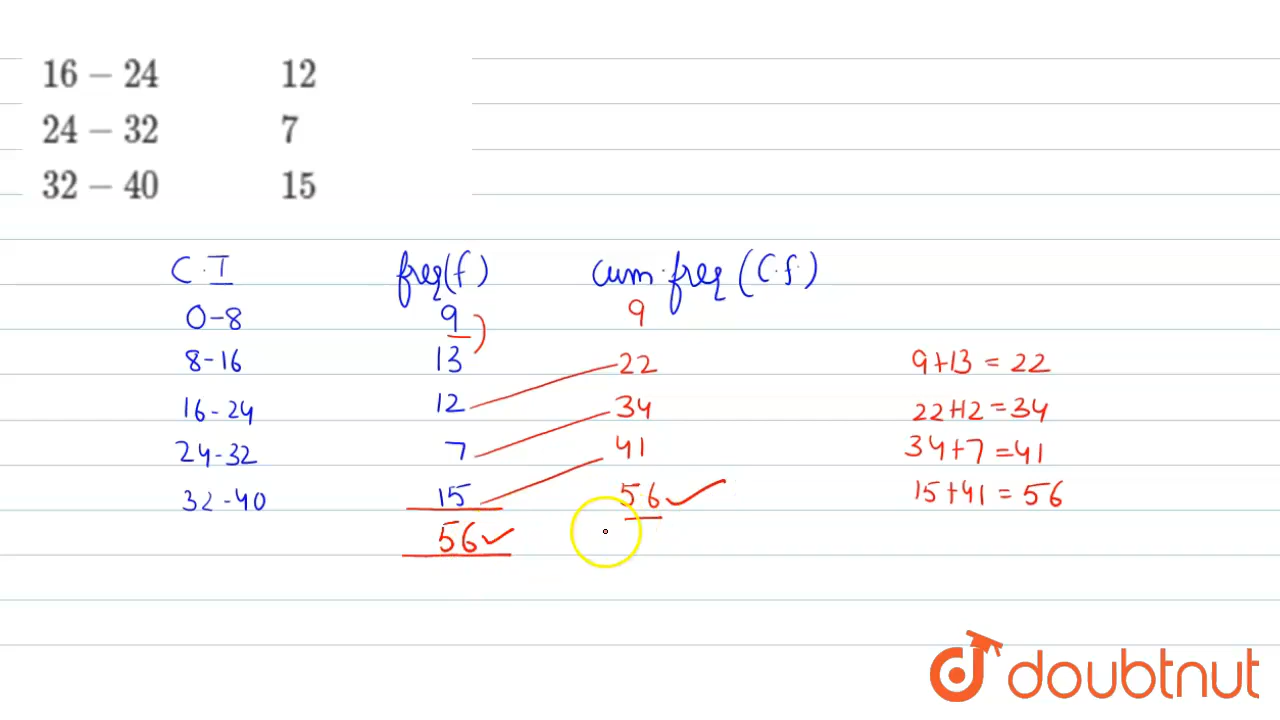 16 − 24 12
24 − 32 7
32 − 40 15
C.I freq(f) cum.freq (C.f.)
0-8 9 9
8-16 13 22 9+13 = 22
16-24 12 34 22+12 = 34
24-32 7 41 34+7 = 41
32-40 15 56 15+41 = 56
56
doubtnut